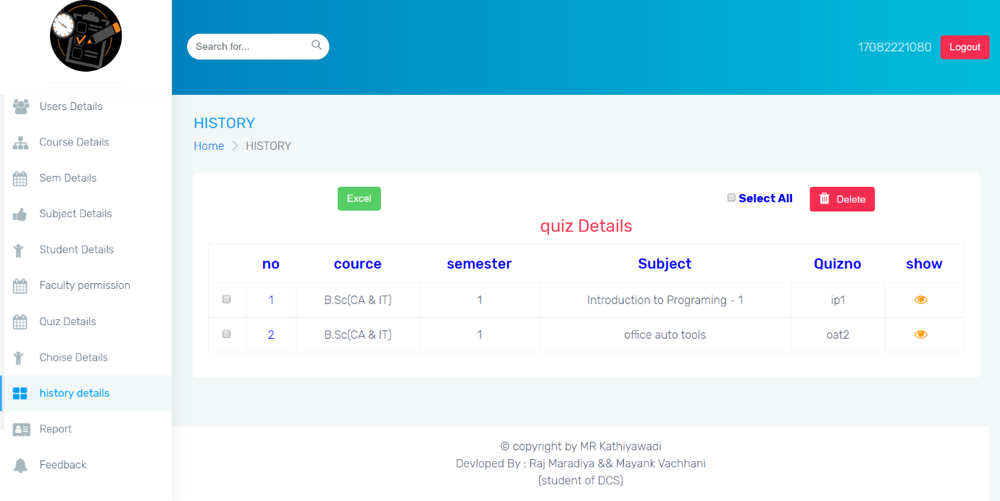 Search for...
17082221080 Logout
Users Details
Course Details
Sem Details
Subject Details
Student Details
Faculty permission
Quiz Details
Choise Details
history details
Report
Feedback
HISTORY
Home > HISTORY
Excel Select All Delete
quiz Details
no cource semester Subject Quizno show
1 B.Sc(CA & IT) 1 Introduction to Programing - 1 ip1
2 B.Sc(CA & IT) 1 office auto tools oat2
© copyright by MR Kathiyawadi
Devloped By : Raj Maradiya && Mayank Vachhani
(student of DCS)